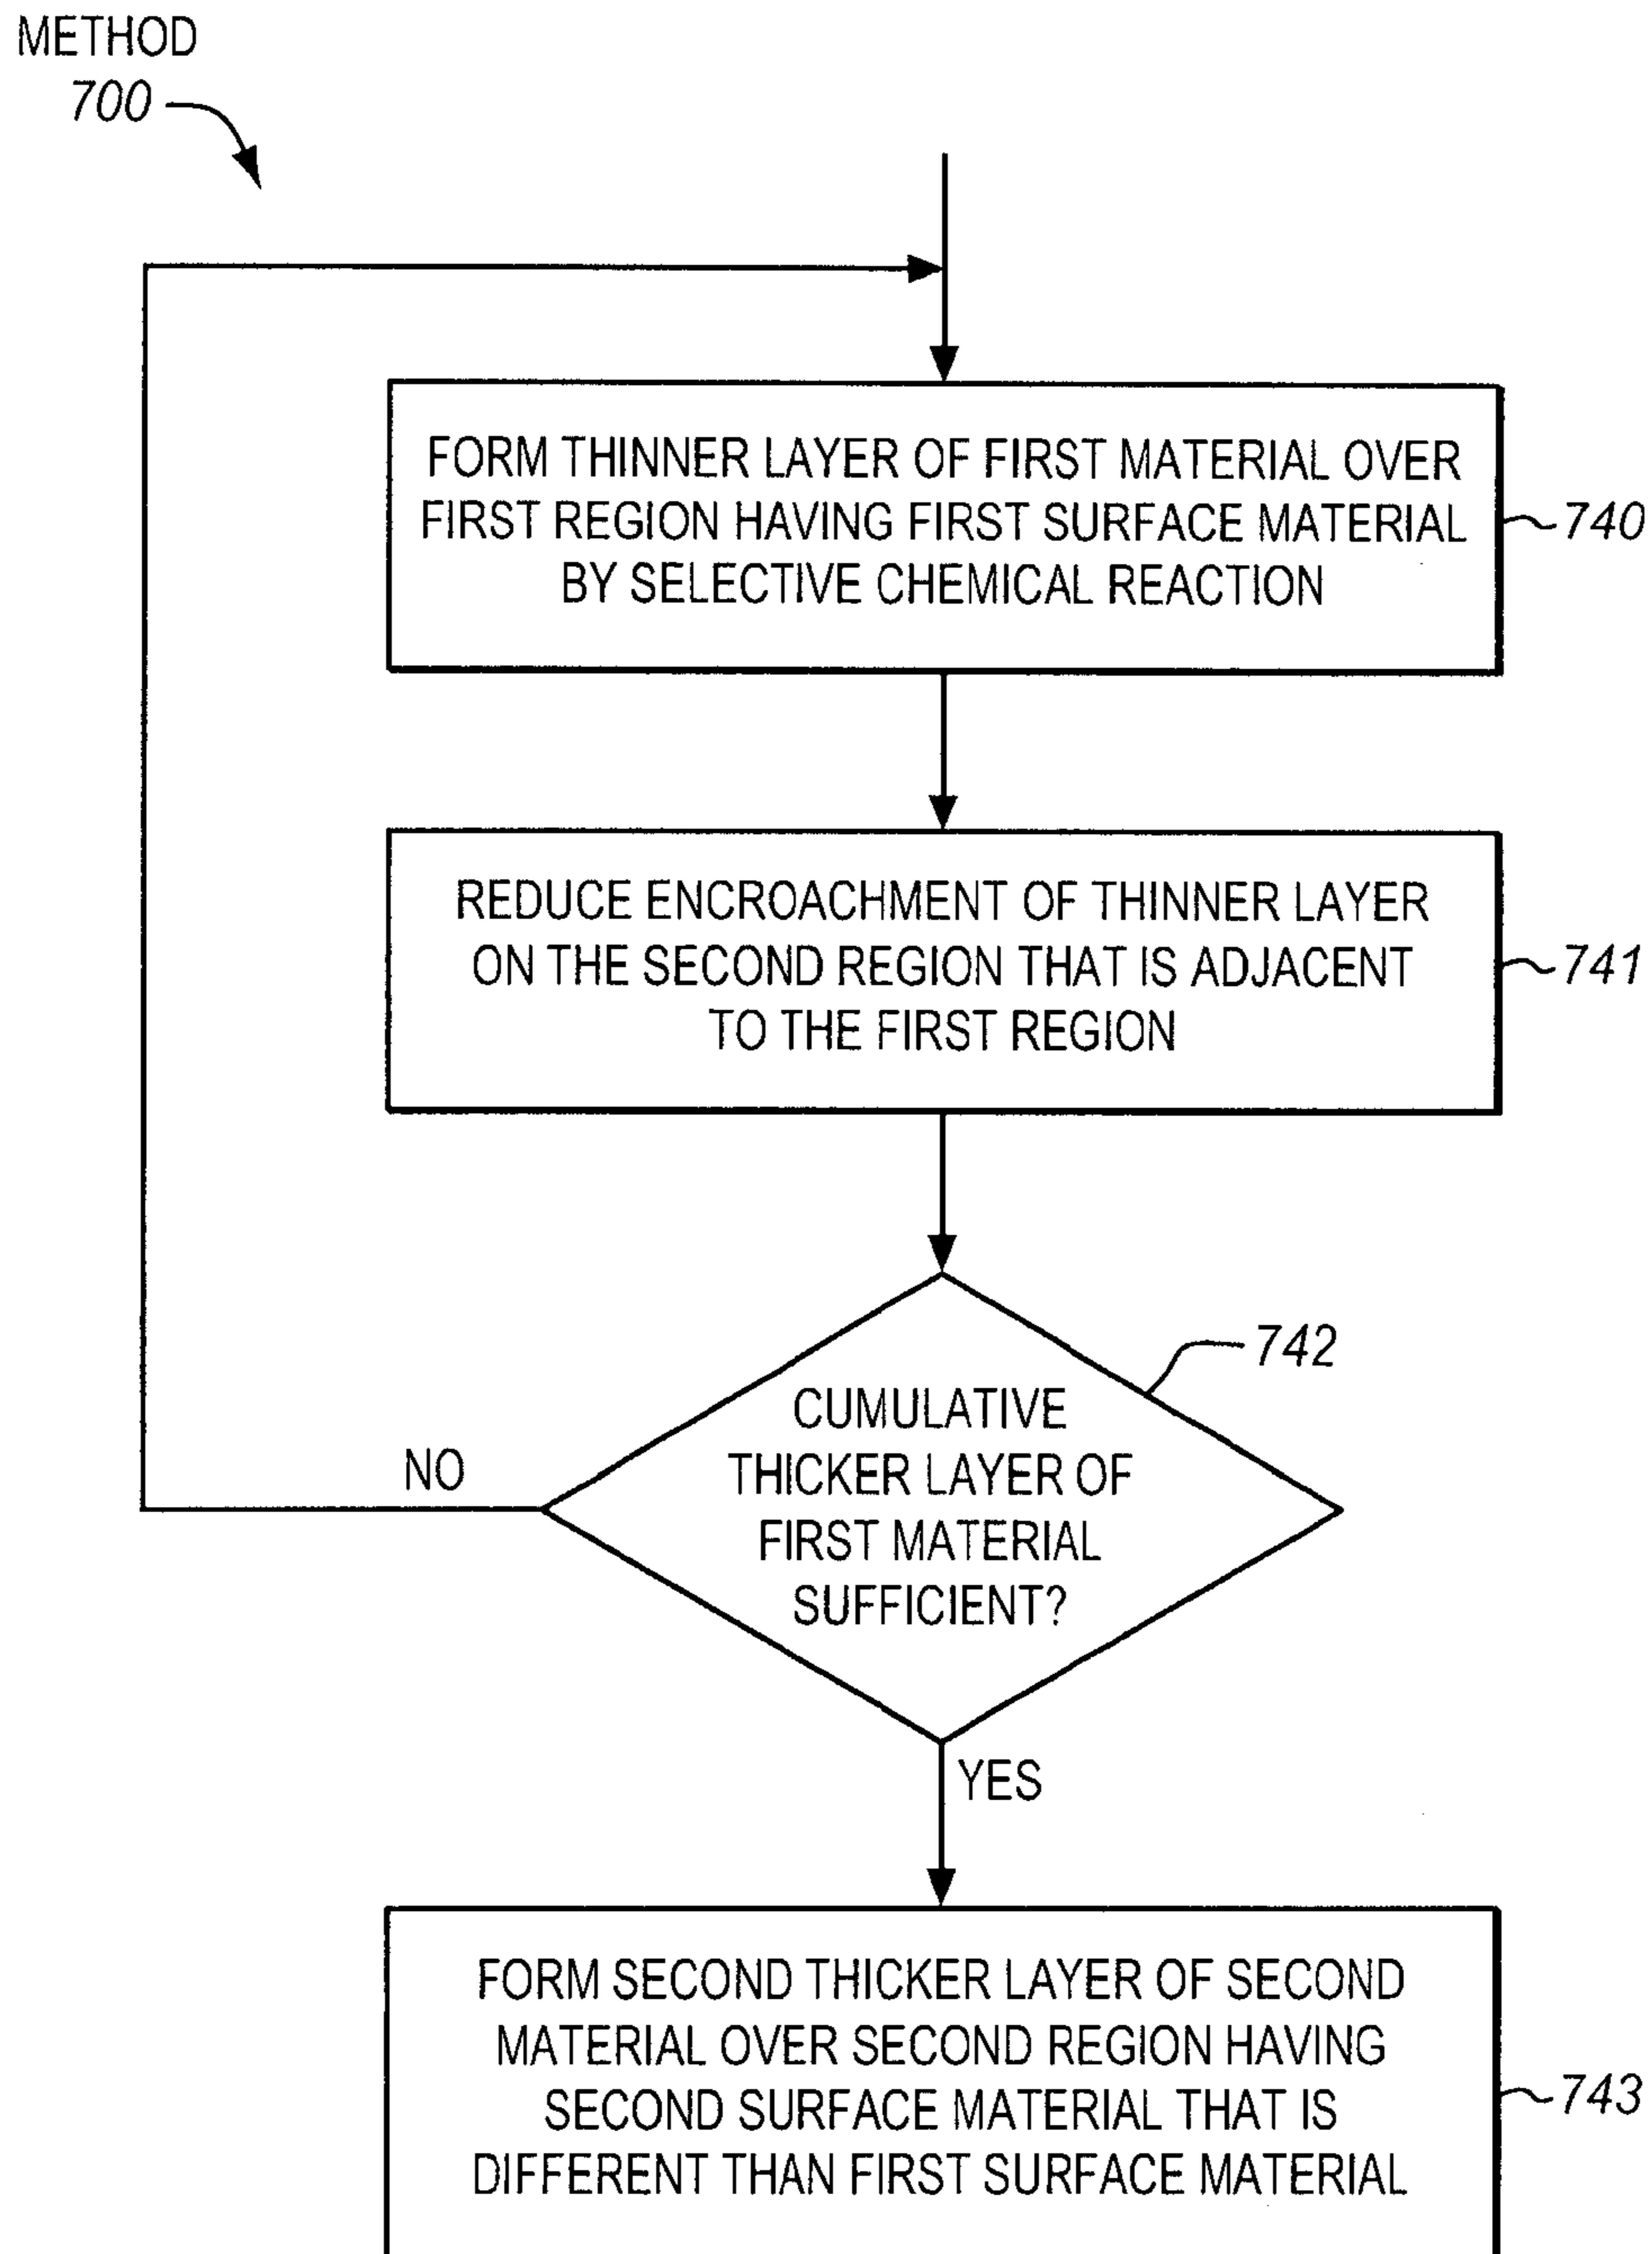 METHOD
700
FORM THINNER LAYER OF FIRST MATERIAL OVER
FIRST REGION HAVING FIRST SURFACE MATERIAL
BY SELECTIVE CHEMICAL REACTION
740
REDUCE ENCROACHMENT OF THINNER LAYER
ON THE SECOND REGION THAT IS ADJACENT
TO THE FIRST REGION
741
742
CUMULATIVE
THICKER LAYER OF
FIRST MATERIAL
SUFFICIENT?
NO
YES
FORM SECOND THICKER LAYER OF SECOND
MATERIAL OVER SECOND REGION HAVING
SECOND SURFACE MATERIAL THAT IS
DIFFERENT THAN FIRST SURFACE MATERIAL
743